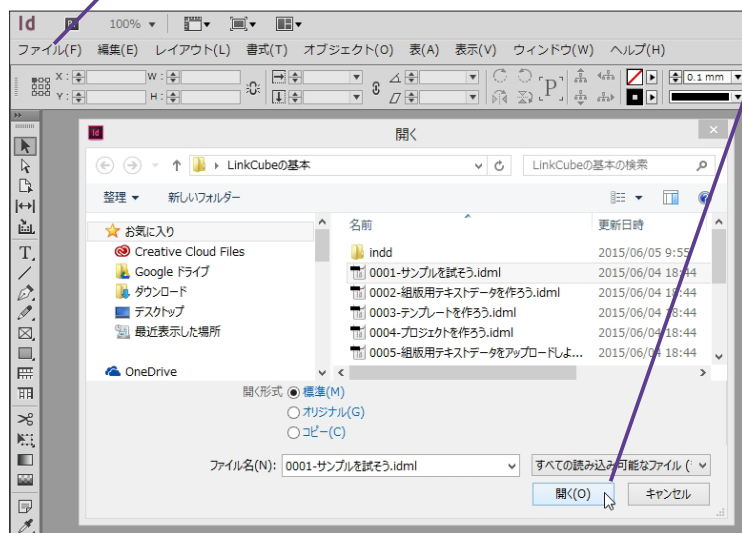 Id Br 100%
ファイル(F) 編集(E) レイアウト(L) 書式(T) オブジェクト(O) 表(A) 表示(V) ウィンドウ(W) ヘルプ(H)
X : W : P 0.1 mm
Y : H :
Id 開く ×
LinkCubeの基本 LinkCubeの基本の検索
整理 新しいフォルダー
お気に入り
Creative Cloud Files
Google ドライブ
ダウンロード
デスクトップ
最近表示した場所
OneDrive
名前 更新日時
indd 2015/06/05 9:55
0001-サンプルを試そう.idml 2015/06/04 18:44
0002-組版用テキストデータを作ろう.idml 2015/06/04 18:44
0003-テンプレートを作ろう.idml 2015/06/04 18:44
0004-プロジェクトを作ろう.idml 2015/06/04 18:44
0005-組版用テキストデータをアップロードしよ... 2015/06/04 18:44
開く形式 標準(M)
オリジナル(G)
コピー(C)
ファイル名(N): 0001-サンプルを試そう.idml すべての読み込み可能なファイル (
開く(O) キャンセル